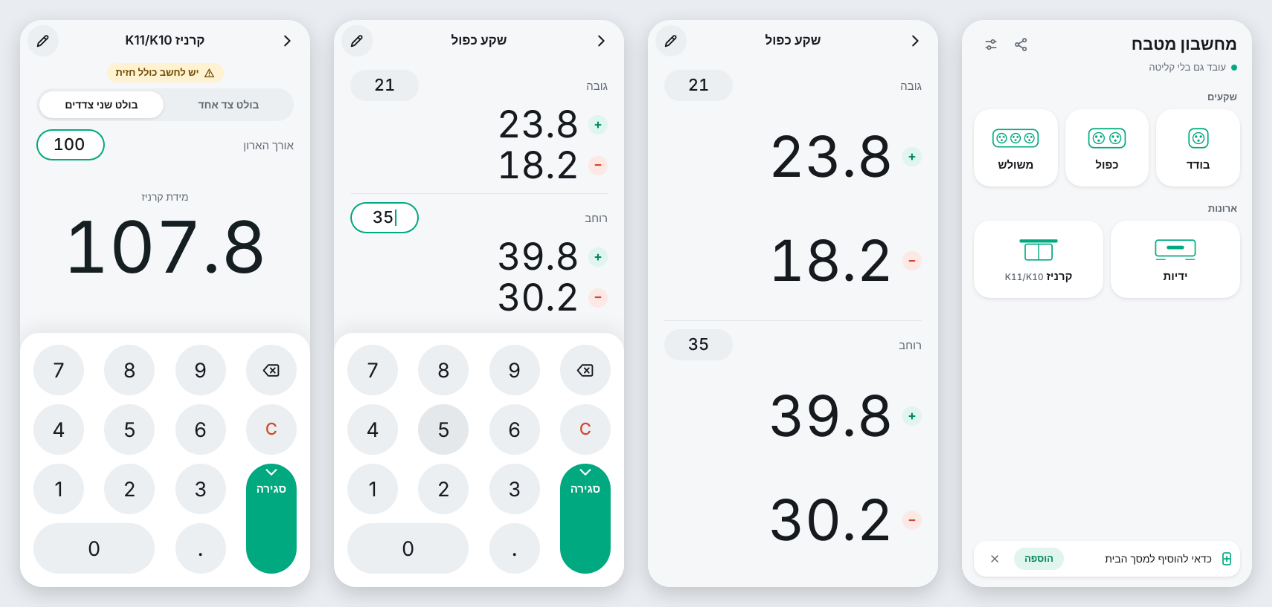 מחשבון מטבח
עובד גם בלי קליטה
שקעים
בודד
כפול
משולש
ארונות
ידיות
קרניז K11/K10
כדאי להוסיף למסך הבית
הוספה
שקע כפול
גובה
21
+
23.8
−
18.2
רוחב
35
+
39.8
−
30.2
שקע כפול
גובה
21
+
23.8
−
18.2
רוחב
35
+
39.8
−
30.2
7 8 9
4 5 6 C
1 2 3 סגירה
0 .
קרניז K11/K10
יש לחשב כולל חזית
בולט צד אחד
בולט שני צדדים
אורך הארון
100
מידת קרניז
107.8
7 8 9
4 5 6 C
1 2 3 סגירה
0 .